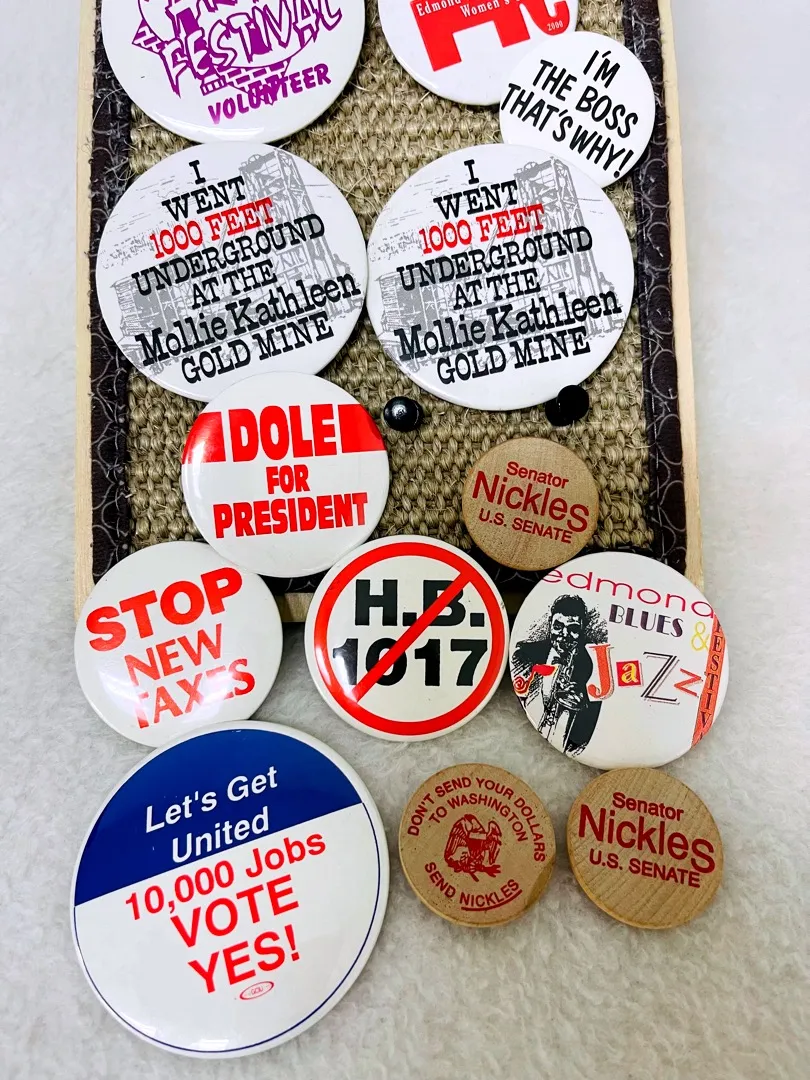 FESTIVAL
VOLUNTEER
Edmond
Women's
2000
I'M
THE BOSS
THAT'S WHY!
I
WENT
1000 FEET
UNDERGROUND
AT THE
Mollie Kathleen
GOLD MINE
I
WENT
1000 FEET
UNDERGROUND
AT THE
Mollie Kathleen
GOLD MINE
DOLE
FOR
PRESIDENT
Senator
Nickles
U.S. SENATE
STOP
NEW
TAXES
H.B.
1017
edmond
BLUES &
JaZz
FESTIV
Let's Get
United
10,000 Jobs
VOTE
YES!
DON'T SEND YOUR DOLLARS
TO WASHINGTON
SEND NICKLES
Senator
Nickles
U.S. SENATE